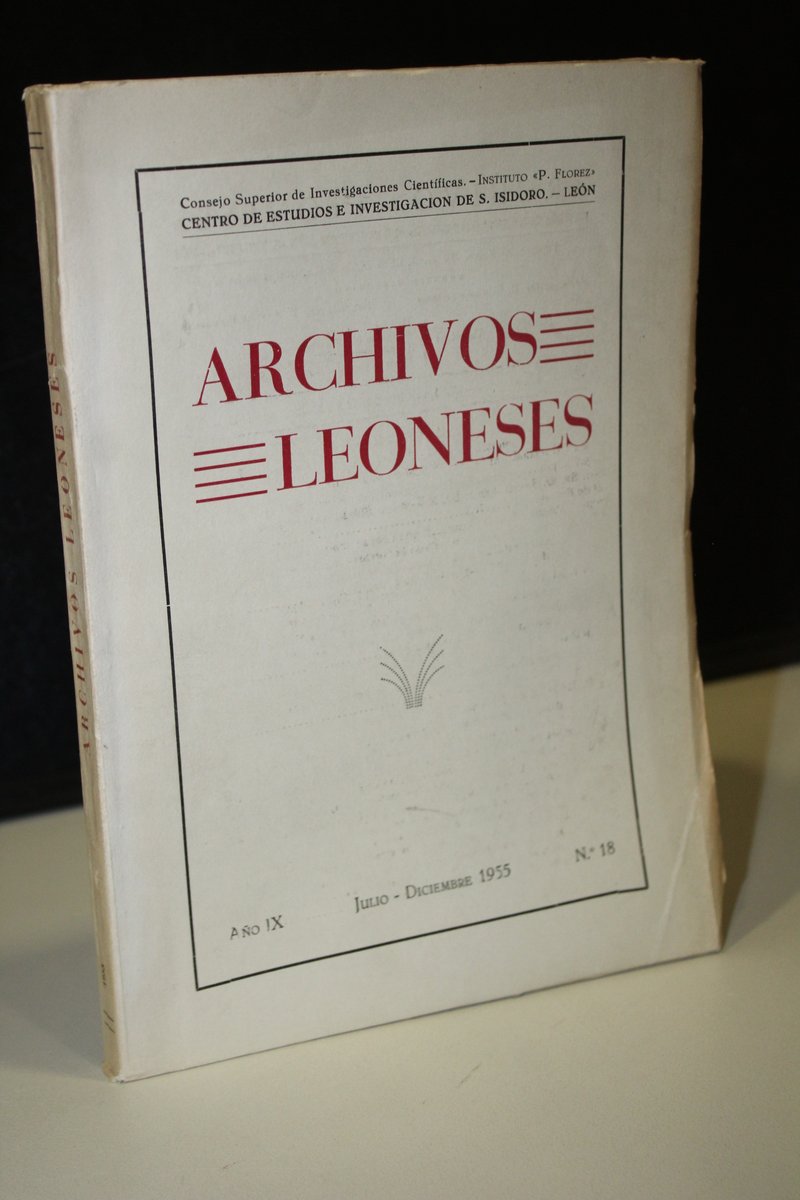 Consejo Superior de Investigaciones Científicas. – INSTITUTO «P. FLOREZ»
CENTRO DE ESTUDIOS E INVESTIGACION DE S. ISIDORO. – LEÓN
ARCHIVOS
LEONESES
AÑO IX
JULIO - DICIEMBRE 1955
N.º 18
ARCHIVOS LEONESES